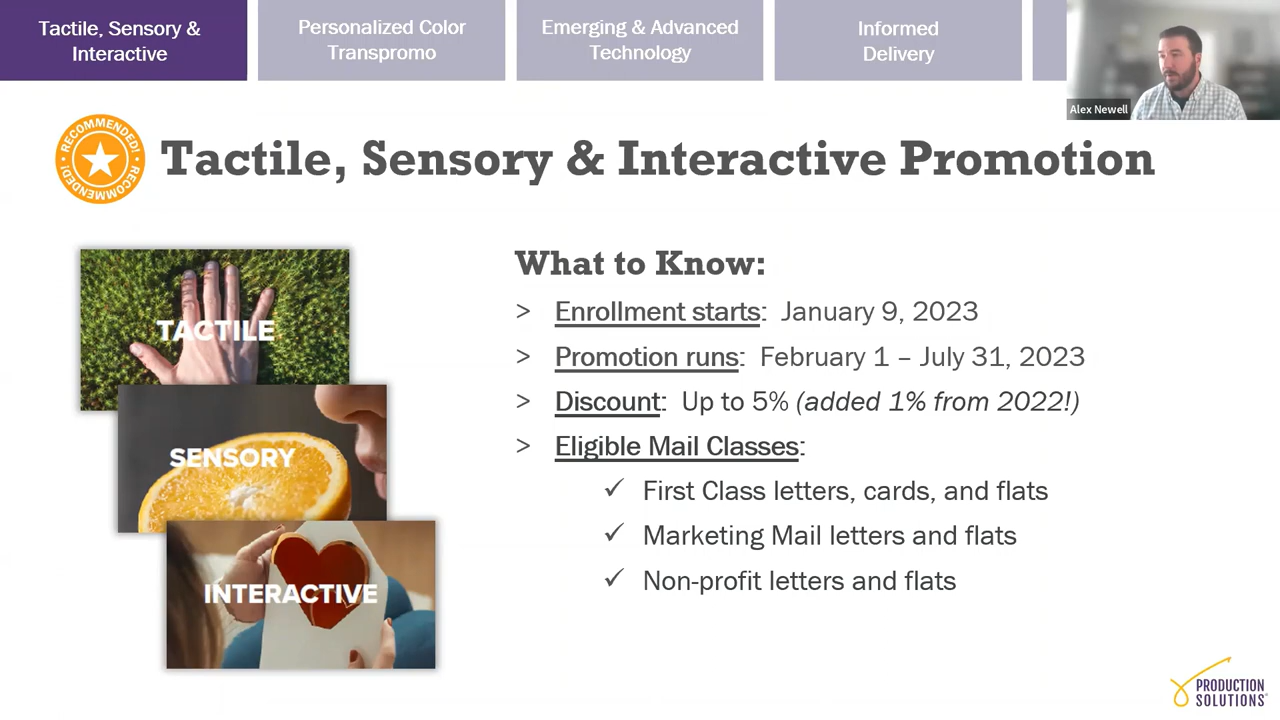 Tactile, Sensory &
Interactive
Personalized Color
Transpromo
Emerging & Advanced
Technology
Informed
Delivery
Alex Newell
RECOMMENDED! RECOMMENDED!
Tactile, Sensory & Interactive Promotion
TACTILE
SENSORY
INTERACTIVE
What to Know:
> Enrollment starts: January 9, 2023
> Promotion runs: February 1 – July 31, 2023
> Discount: Up to 5% (added 1% from 2022!)
> Eligible Mail Classes:
✓ First Class letters, cards, and flats
✓ Marketing Mail letters and flats
✓ Non-profit letters and flats
PRODUCTION
SOLUTIONS